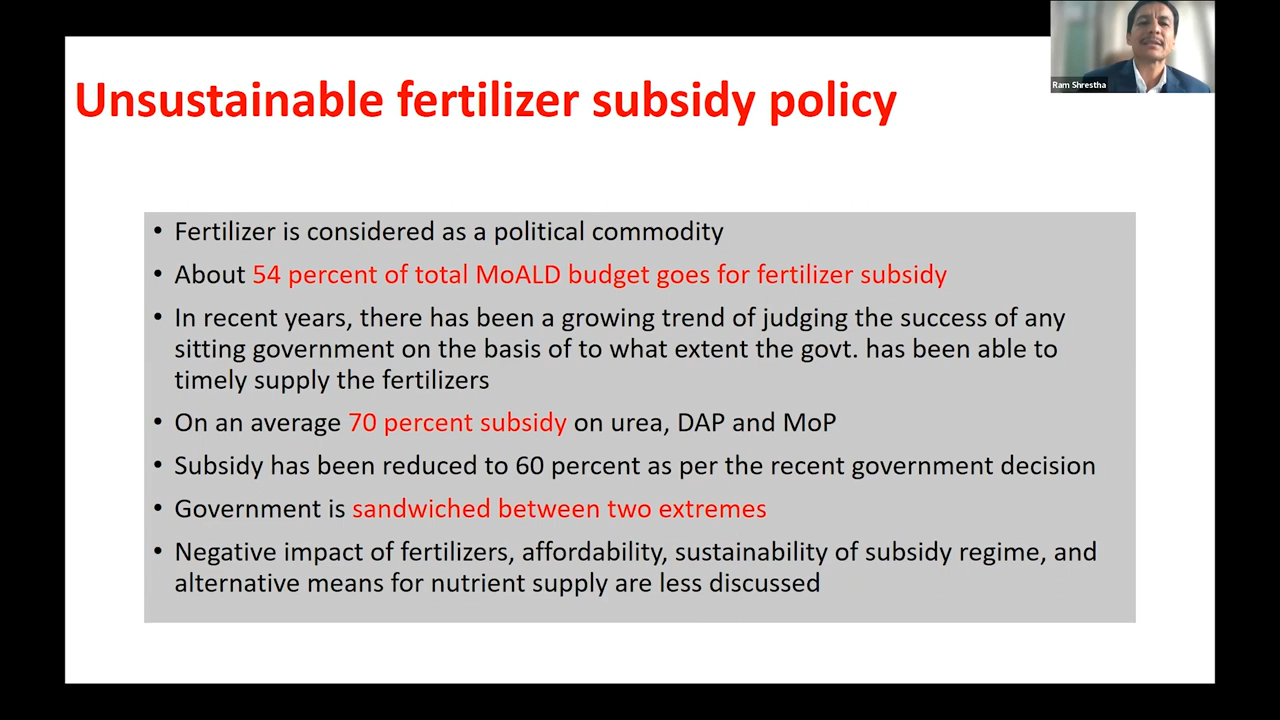 Unsustainable fertilizer subsidy policy
Ram Shrestha
• Fertilizer is considered as a political commodity
• About 54 percent of total MoALD budget goes for fertilizer subsidy
• In recent years, there has been a growing trend of judging the success of any
sitting government on the basis of to what extent the govt. has been able to
timely supply the fertilizers
• On an average 70 percent subsidy on urea, DAP and MoP
• Subsidy has been reduced to 60 percent as per the recent government decision
• Government is sandwiched between two extremes
• Negative impact of fertilizers, affordability, sustainability of subsidy regime, and
alternative means for nutrient supply are less discussed